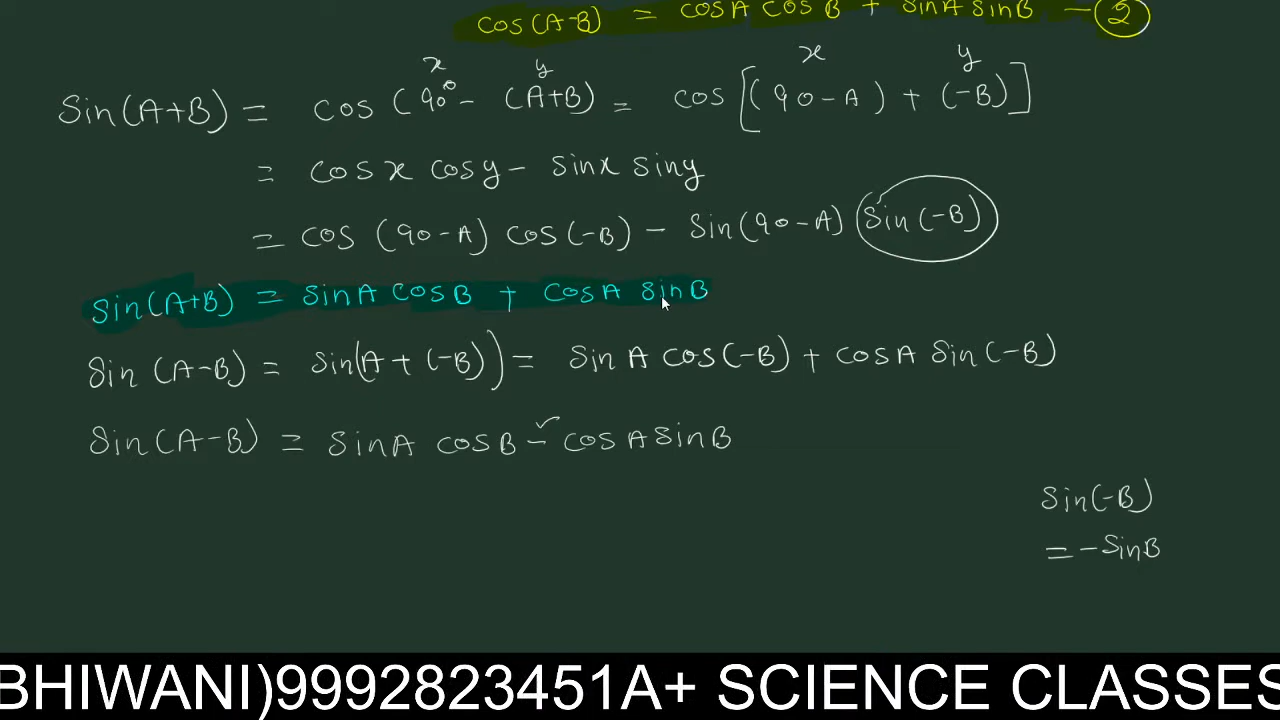 cos(A-B) = cosA cosB + sinA sinB - 2
x y x y
Sin(A+B) = cos (90° - (A+B) = cos [(90-A) + (-B)]
= cosx cosy - sinx siny
= cos (90-A) cos(-B) - sin(90-A) sin(-B)
sin(A+B) = sinA cosB + cosA sinB
sin (A-B) = sin(A+(-B)) = sin A cos(-B) + cosA sin(-B)
sin(A-B) = sinA cosB - cosA sinB
sin(-B)
= -sinB
BHIWANI)9992823451A+ SCIENCE CLASSES